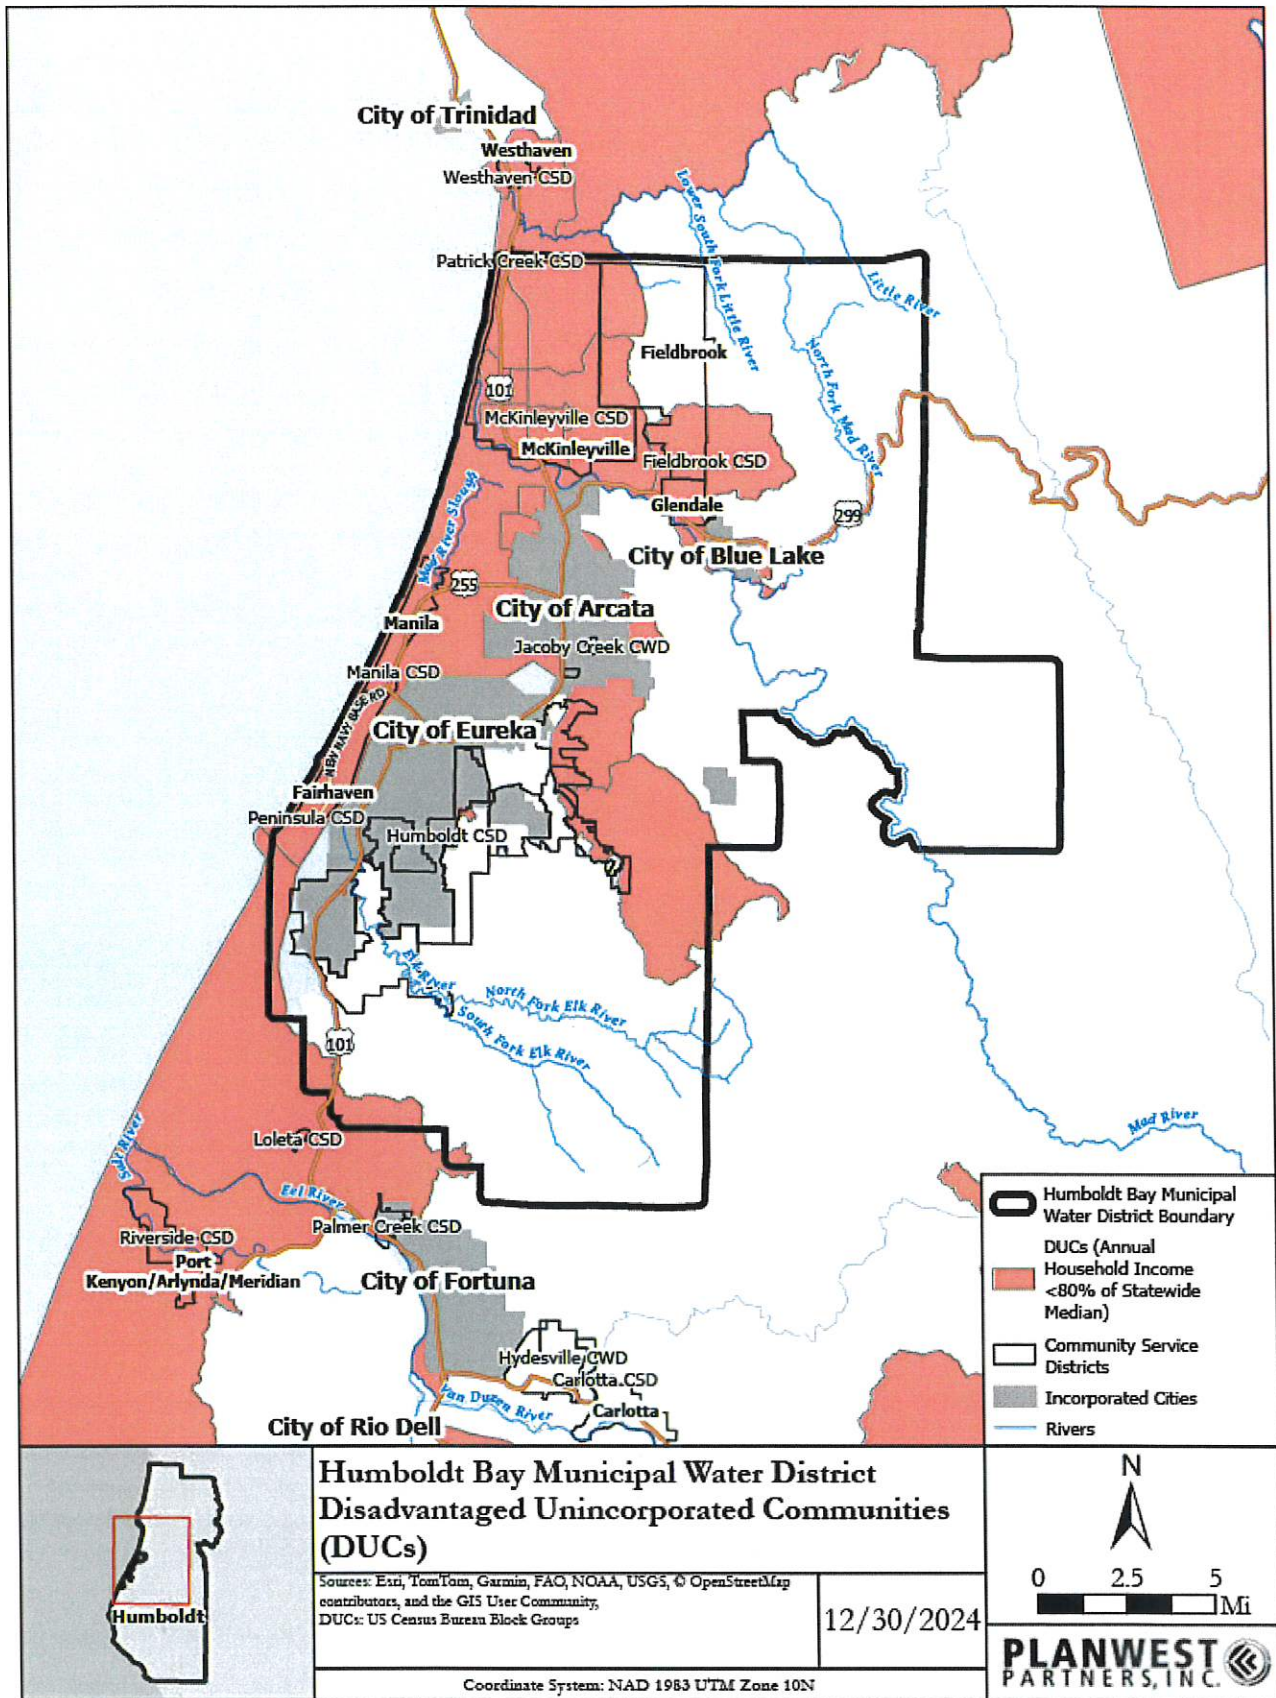 City of Trinidad
Westhaven
Westhaven CSD
Lower South Fork Little River
Patrick Creek CSD
Little River
Fieldbrook
North Fork Mad River
101
McKinleyville CSD
McKinleyville
Fieldbrook CSD
Mad River Slough
Glendale
299
City of Blue Lake
255
City of Arcata
Manila
Jacoby Creek CWD
Manila CSD
NEW NAVY BASE RD
City of Eureka
Fairhaven
Peninsula CSD
Humboldt CSD
Elk River
North Fork Elk River
South Fork Elk River
101
Mad River
Loleta CSD
Salt River
Eel River
Palmer Creek CSD
Riverside CSD
Port
Kenyon/Arlynda/Meridian
City of Fortuna
Hydesville CWD
Carlotta CSD
Van Duzen River
Carlotta
City of Rio Dell
Humboldt Bay Municipal
Water District Boundary
DUCs (Annual
Household Income
<80% of Statewide
Median)
Community Service
Districts
Incorporated Cities
Rivers
Humboldt
Humboldt Bay Municipal Water District
Disadvantaged Unincorporated Communities
(DUCs)
Sources: Esri, TomTom, Garmin, FAO, NOAA, USGS, © OpenStreetMap
contributors, and the GIS User Community,
DUCs: US Census Bureau Block Groups
12/30/2024
Coordinate System: NAD 1983 UTM Zone 10N
N
0 2.5 5
Mi
PLANWEST
PARTNERS, INC.